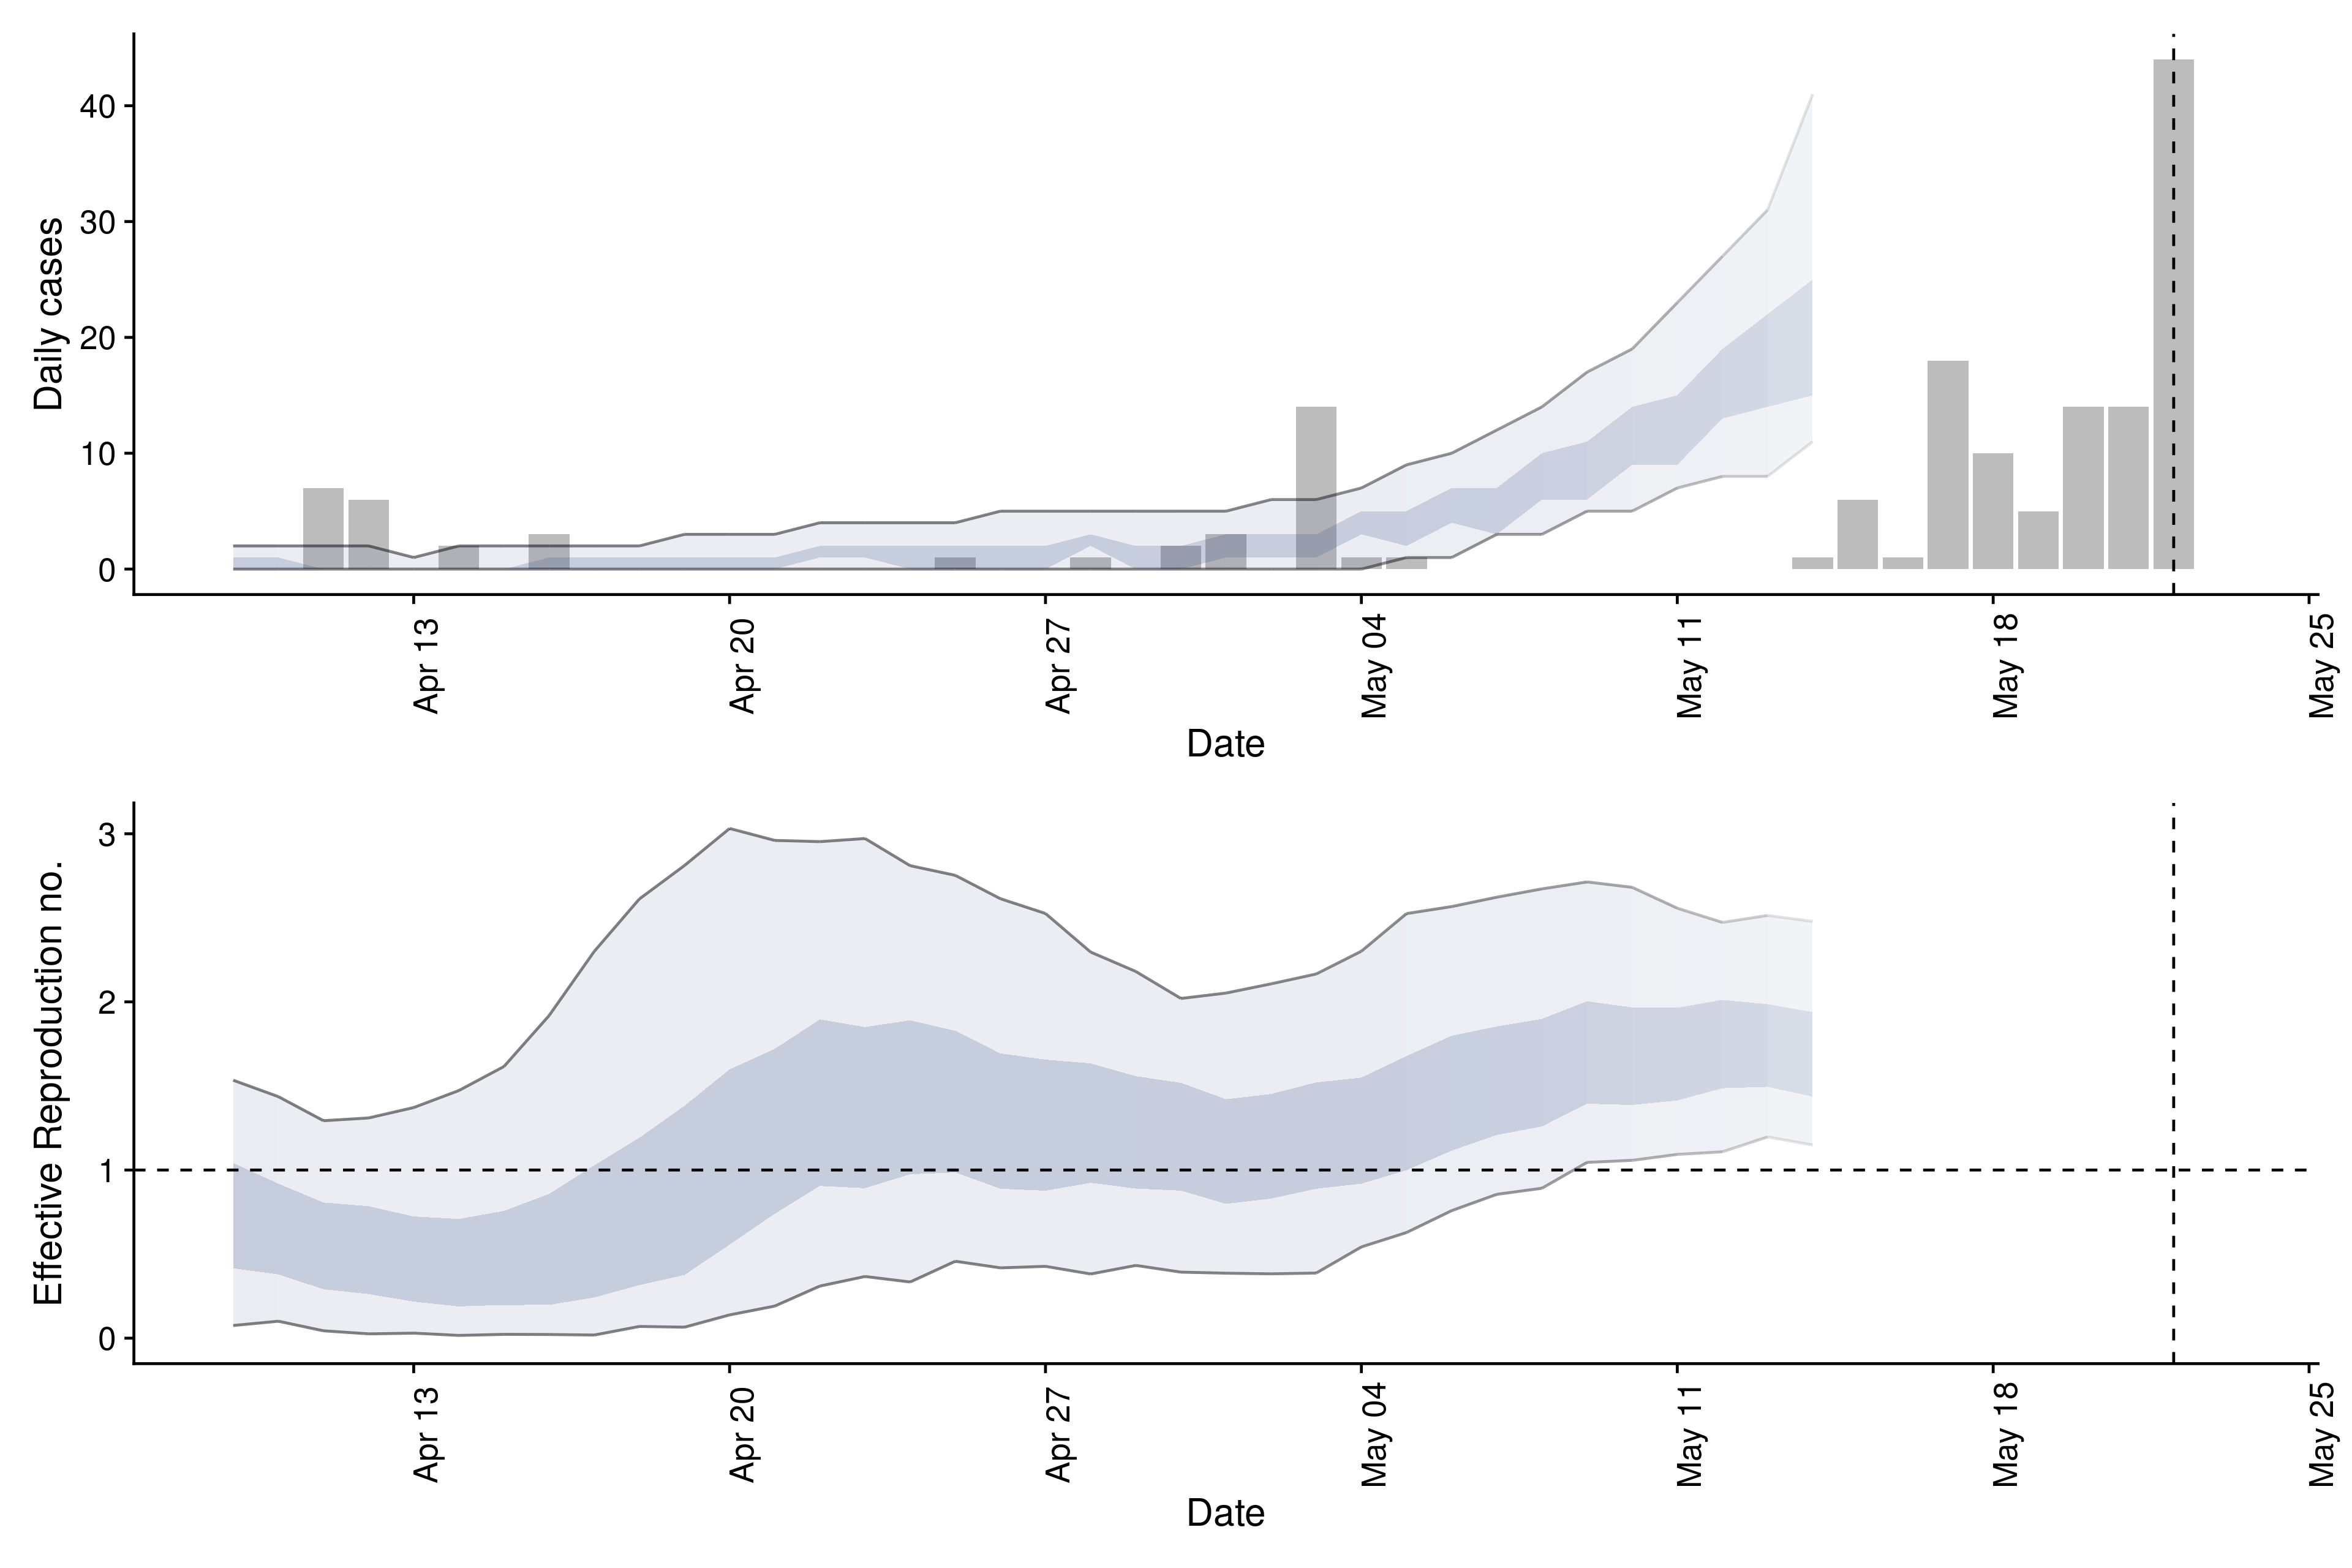 Daily cases
40
30
20
10
0
Apr 13
Apr 20
Apr 27
May 04
May 11
May 18
May 25
Date
Effective Reproduction no.
3
2
1
0
Apr 13
Apr 20
Apr 27
May 04
May 11
May 18
May 25
Date